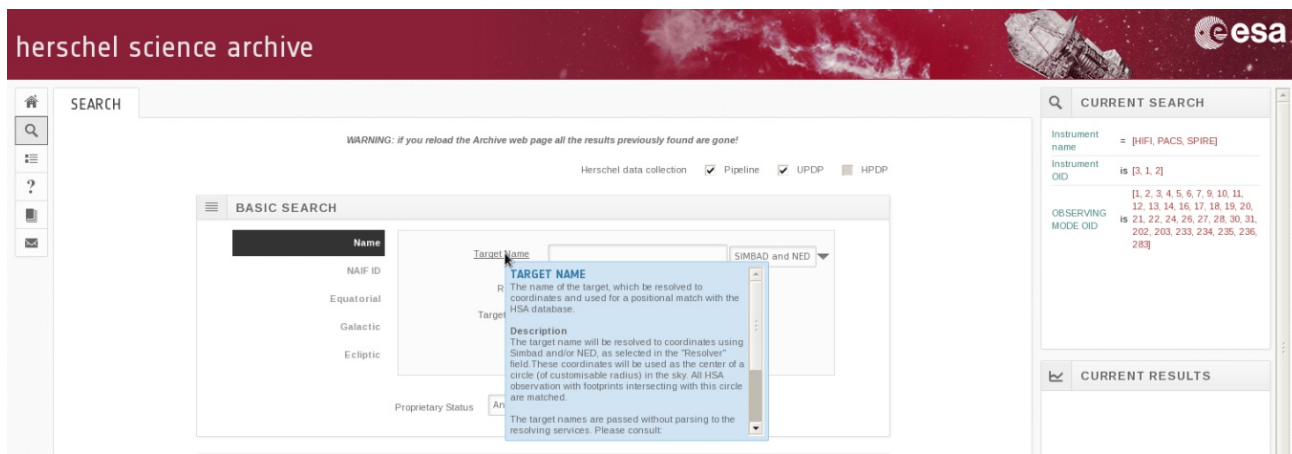 herschel science archive
esa
SEARCH
WARNING: if you reload the Archive web page all the results previously found are gone!
Herschel data collection Pipeline UPDP HPDP
BASIC SEARCH
Name
NAIF ID
Equatorial
Galactic
Ecliptic
Target Name
SIMBAD and NED
R
Target
TARGET NAME
The name of the target, which be resolved to
coordinates and used for a positional match with the
HSA database.
Description
The target name will be resolved to coordinates using
Simbad and/or NED, as selected in the "Resolver"
field.These coordinates will be used as the center of a
circle (of customisable radius) in the sky. All HSA
observation with footprints intersecting with this circle
are matched.
The target names are passed without parsing to the
resolving services. Please consult:
Proprietary Status An
CURRENT SEARCH
Instrument
name
= [HIFI, PACS, SPIRE]
Instrument
OID
is [3, 1, 2]
OBSERVING
MODE OID
is
[1, 2, 3, 4, 5, 6, 7, 9, 10, 11,
12, 13, 14, 16, 17, 18, 19, 20,
21, 22, 24, 26, 27, 28, 30, 31,
202, 203, 233, 234, 235, 236,
283]
CURRENT RESULTS